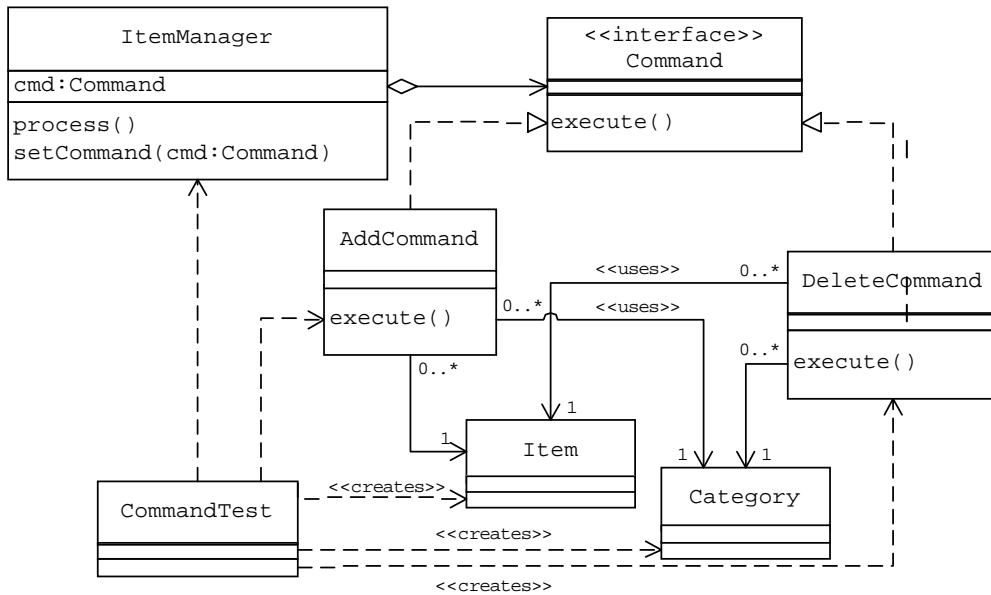 ItemManager
cmd:Command
process()
setCommand(cmd:Command)
<<interface>>
Command
execute()
AddCommand
execute()
0..*
<<uses>>
0..*
<<uses>>
DeleteCommand
execute()
0..*
0..*
1
1
Item
1
1
Category
CommandTest
<<creates>>
<<creates>>
<<creates>>